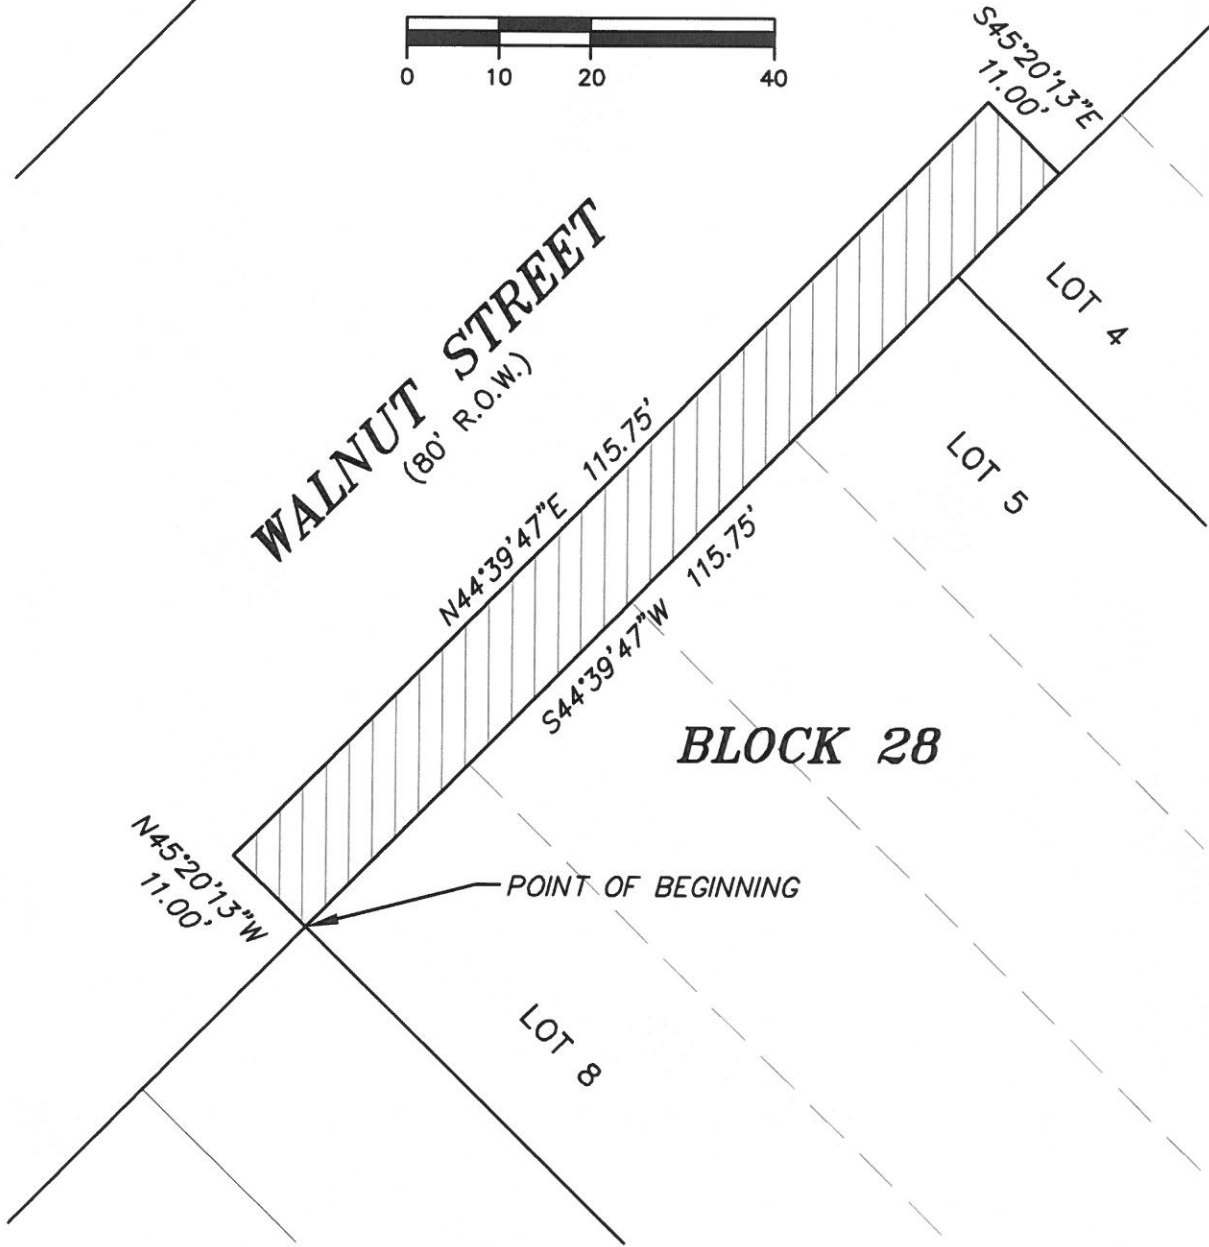 0 10 20 40
S45°20'13"E
11.00'
WALNUT STREET
(80' R.O.W.)
LOT 4
LOT 5
N44°39'47"E 115.75'
S44°39'47"W 115.75'
BLOCK 28
N45°20'13"W
11.00'
POINT OF BEGINNING
LOT 8